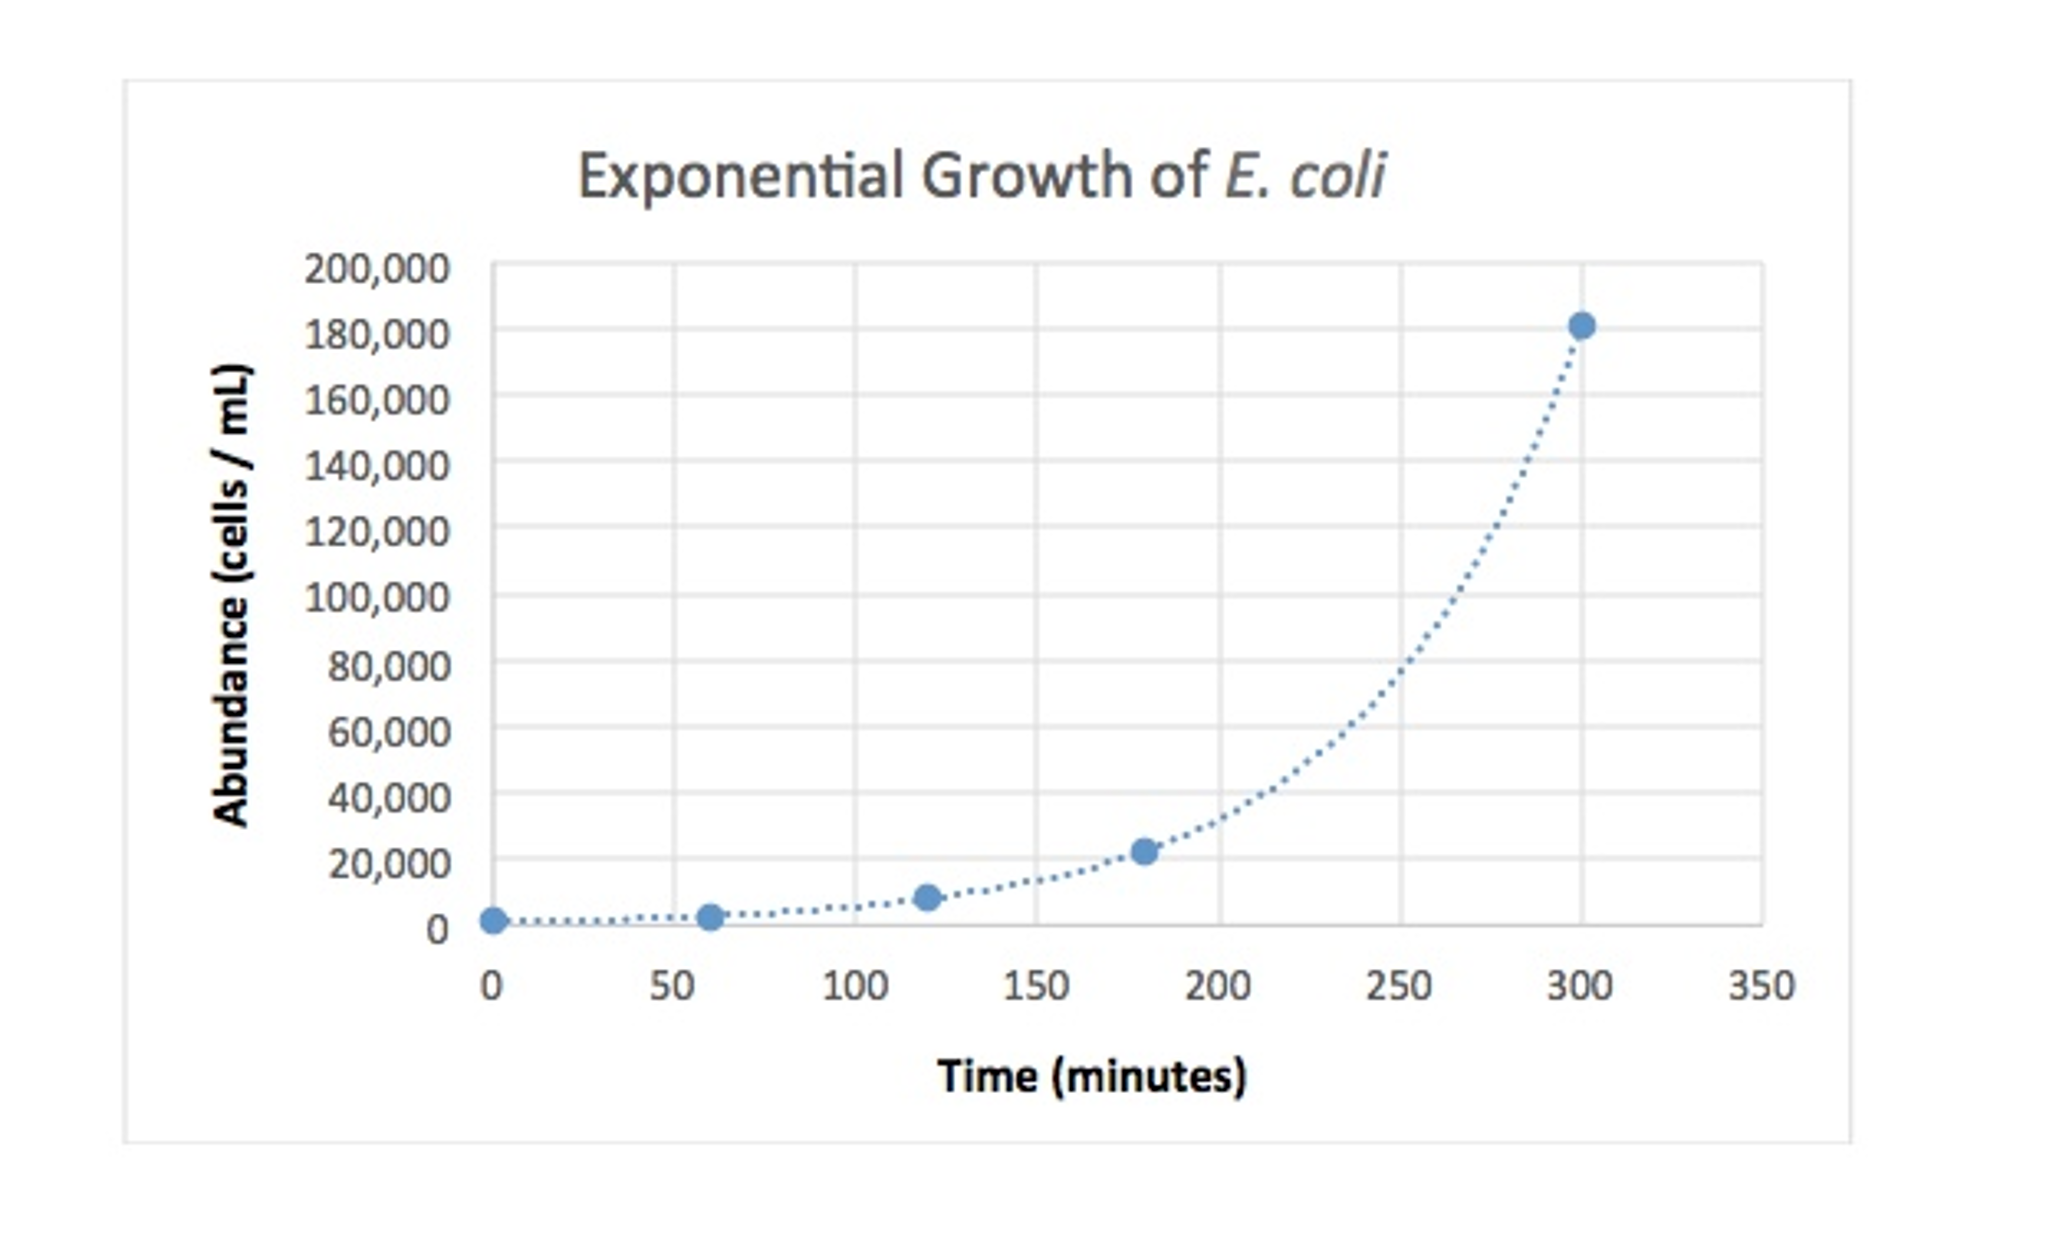 Exponential Growth of E. coli
200,000
180,000
160,000
140,000
120,000
100,000
80,000
60,000
40,000
20,000
0
Abundance (cells / mL)
0 50 100 150 200 250 300 350
Time (minutes)